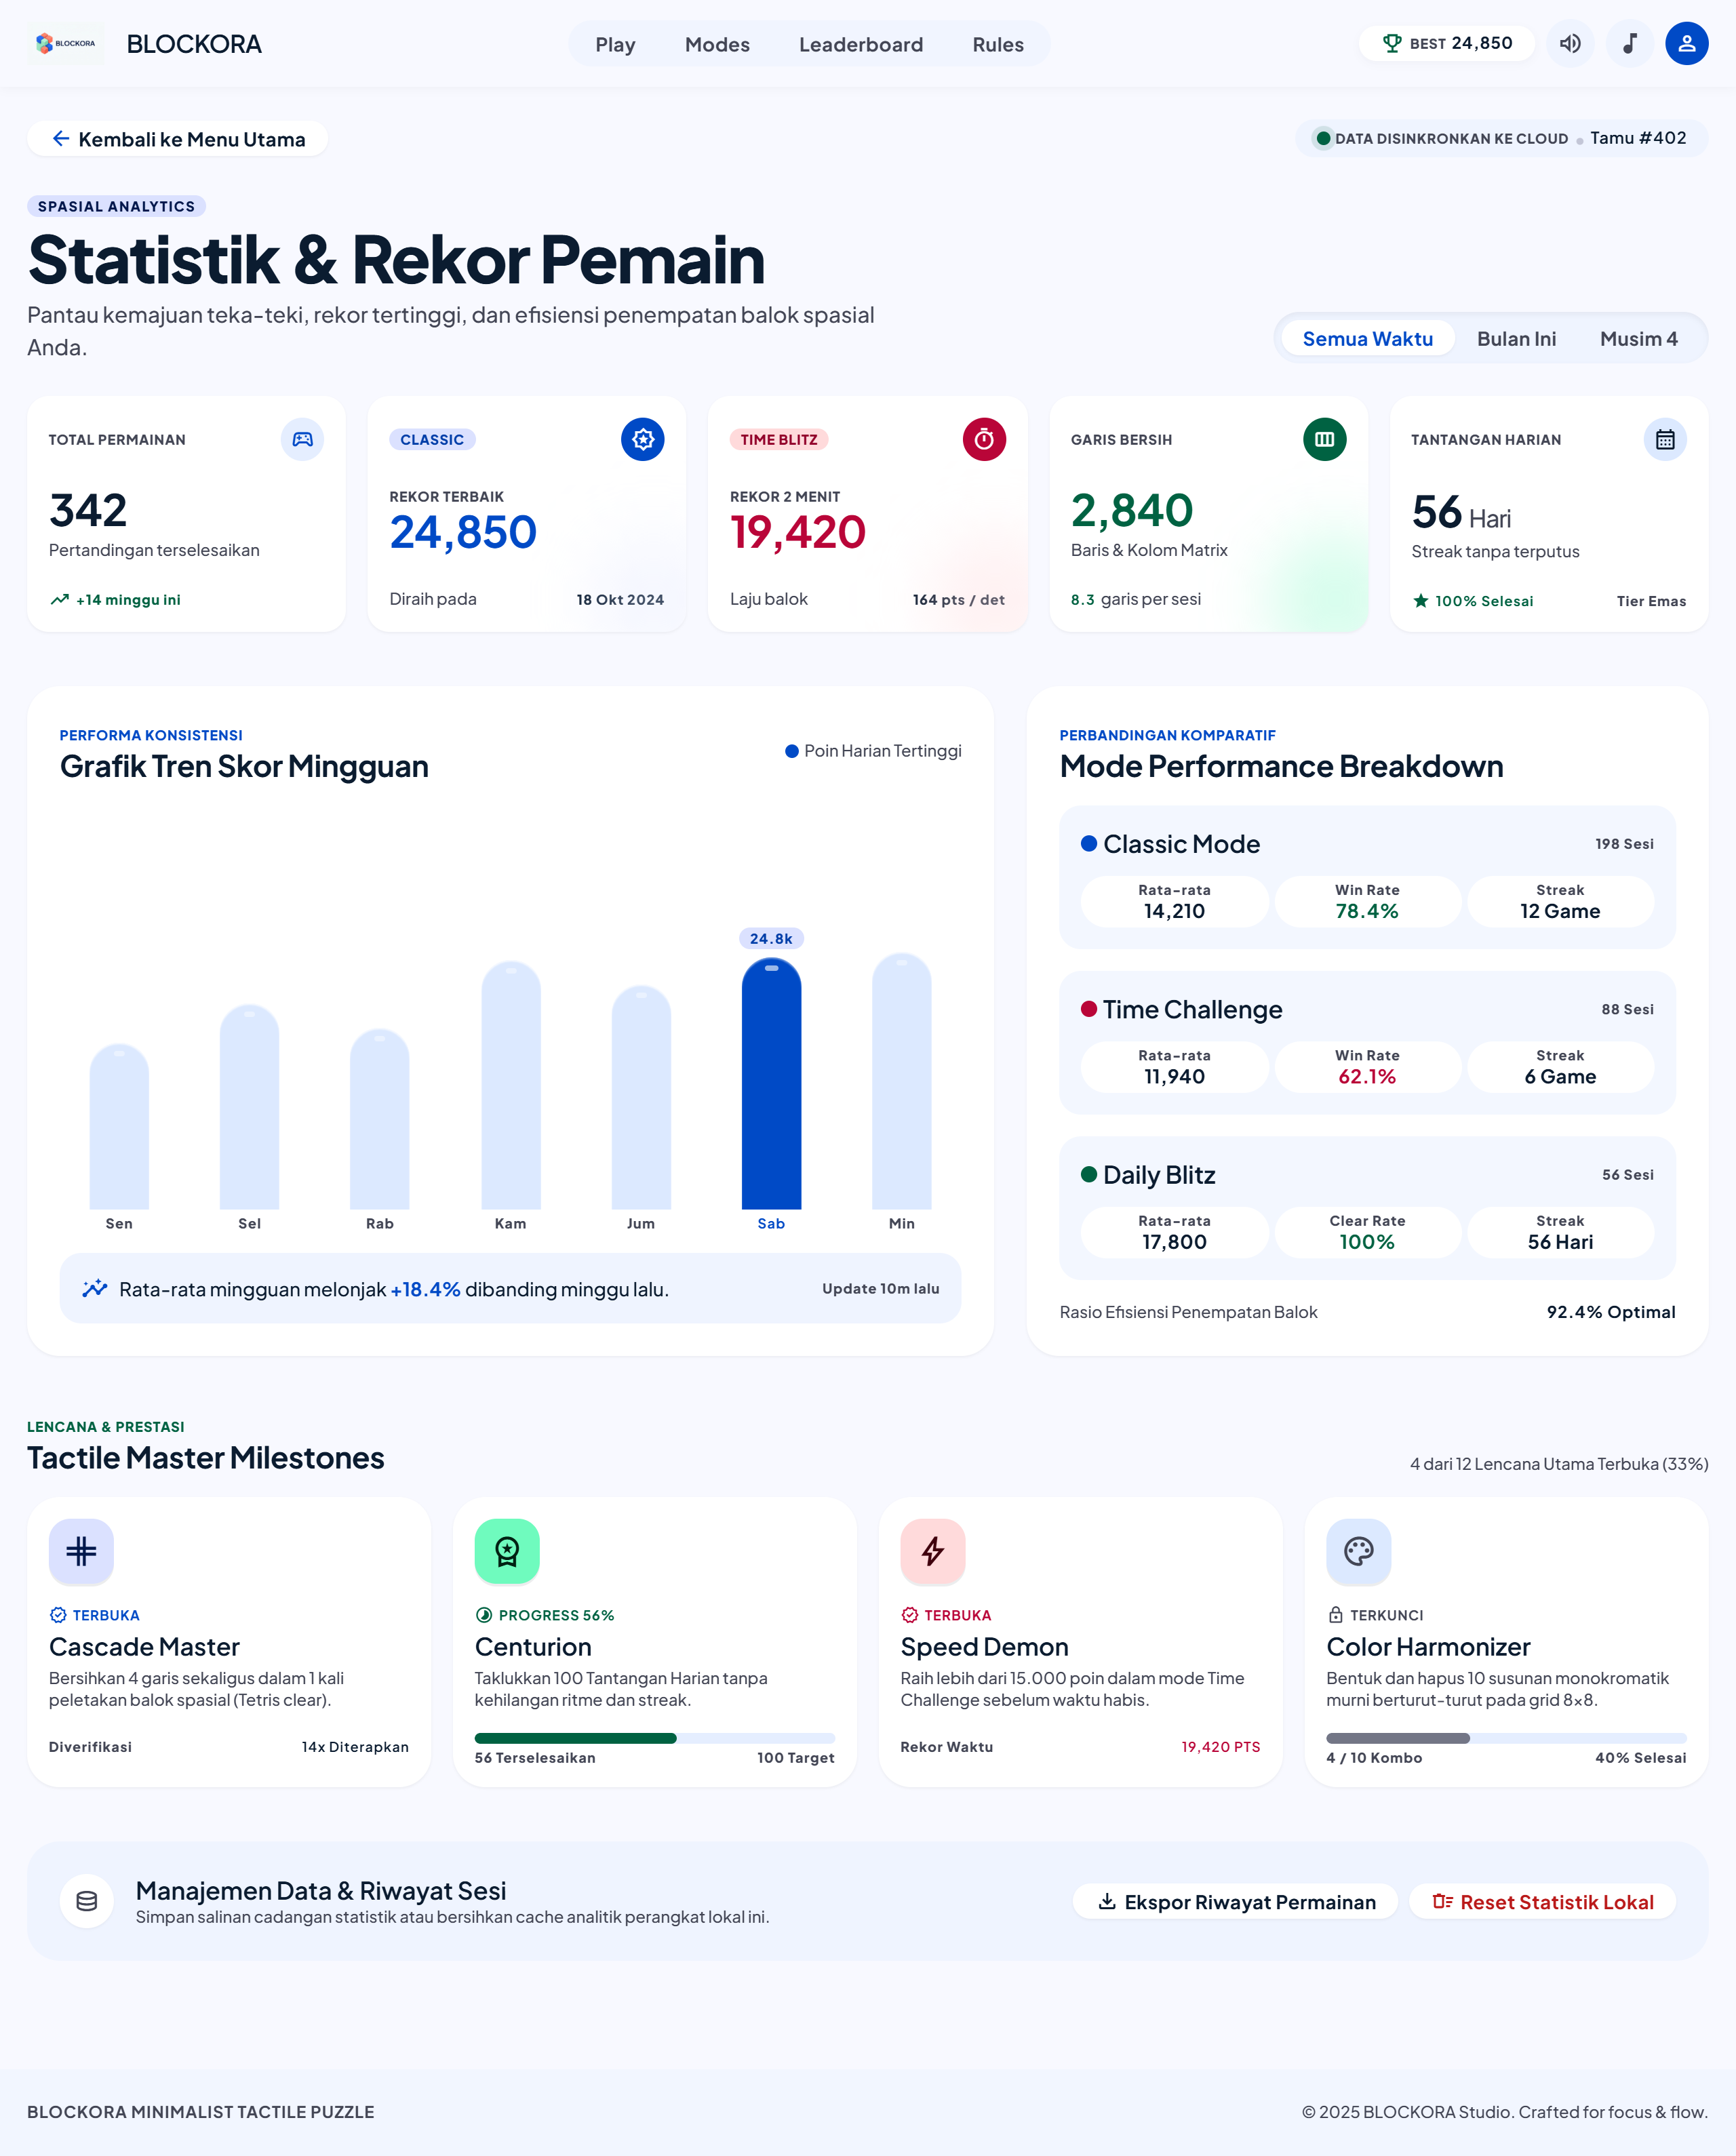 BLOCKORA
BLOCKORA
Play
Modes
Leaderboard
Rules
BEST 24,850
Kembali ke Menu Utama
DATA DISINKRONKAN KE CLOUD
Tamu #402
SPASIAL ANALYTICS
Statistik & Rekor Pemain
Pantau kemajuan teka-teki, rekor tertinggi, dan efisiensi penempatan balok spasial
Anda.
Semua Waktu
Bulan Ini
Musim 4
TOTAL PERMAINAN
342
Pertandingan terselesaikan
+14 minggu ini
CLASSIC
REKOR TERBAIK
24,850
Diraih pada
18 Okt 2024
TIME BLITZ
REKOR 2 MENIT
19,420
Laju balok
164 pts / det
GARIS BERSIH
2,840
Baris & Kolom Matrix
8.3 garis per sesi
TANTANGAN HARIAN
56 Hari
Streak tanpa terputus
100% Selesai
Tier Emas
PERFORMA KONSISTENSI
Grafik Tren Skor Mingguan
Poin Harian Tertinggi
24.8k
Sen
Sel
Rab
Kam
Jum
Sab
Min
Rata-rata mingguan melonjak +18.4% dibanding minggu lalu.
Update 10m lalu
PERBANDINGAN KOMPARATIF
Mode Performance Breakdown
Classic Mode
198 Sesi
Rata-rata
14,210
Win Rate
78.4%
Streak
12 Game
Time Challenge
88 Sesi
Rata-rata
11,940
Win Rate
62.1%
Streak
6 Game
Daily Blitz
56 Sesi
Rata-rata
17,800
Clear Rate
100%
Streak
56 Hari
Rasio Efisiensi Penempatan Balok
92.4% Optimal
LENCANA & PRESTASI
Tactile Master Milestones
4 dari 12 Lencana Utama Terbuka (33%)
TERBUKA
Cascade Master
Bersihkan 4 garis sekaligus dalam 1 kali
peletakan balok spasial (Tetris clear).
Diverifikasi
14x Diterapkan
PROGRESS 56%
Centurion
Taklukkan 100 Tantangan Harian tanpa
kehilangan ritme dan streak.
56 Terselesaikan
100 Target
TERBUKA
Speed Demon
Raih lebih dari 15.000 poin dalam mode Time
Challenge sebelum waktu habis.
Rekor Waktu
19,420 PTS
TERKUNCI
Color Harmonizer
Bentuk dan hapus 10 susunan monokromatik
murni berturut-turut pada grid 8×8.
4 / 10 Kombo
40% Selesai
Manajemen Data & Riwayat Sesi
Simpan salinan cadangan statistik atau bersihkan cache analitik perangkat lokal ini.
Ekspor Riwayat Permainan
Reset Statistik Lokal
BLOCKORA MINIMALIST TACTILE PUZZLE
© 2025 BLOCKORA Studio. Crafted for focus & flow.